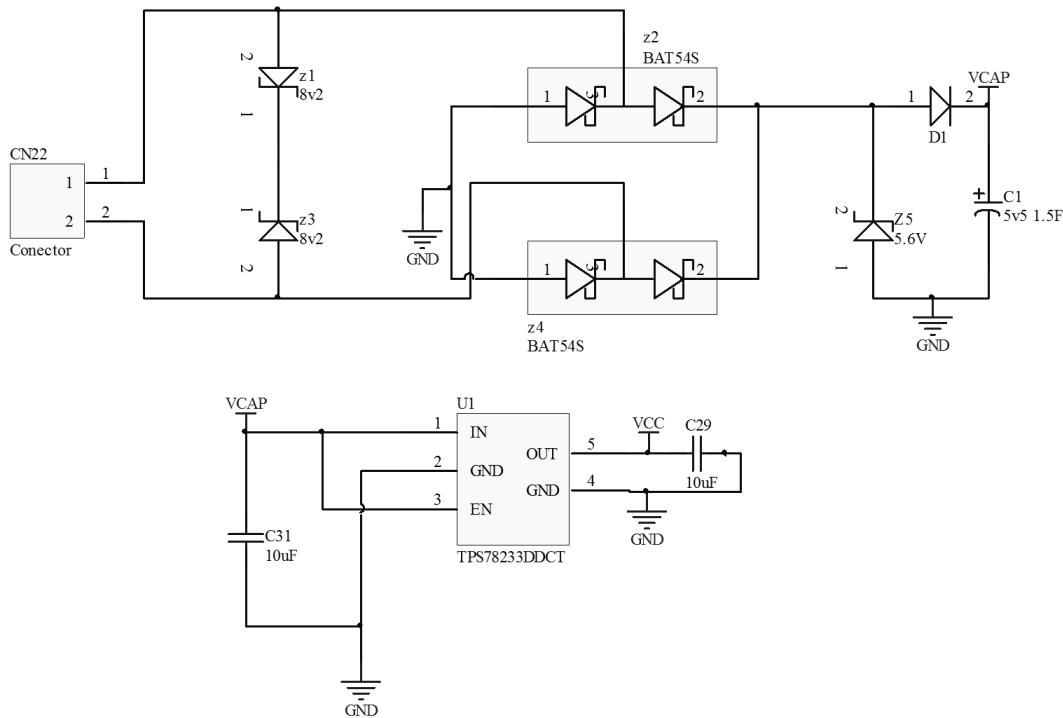 z2
BAT54S
2
z1
8v2
1
1
3
2
1
2
VCAP
D1
CN22
1
1
2
2
Conector
1
z3
8v2
2
GND
C1
5v5 1.5F
2
Z5
5.6V
1
1
3
2
z4
BAT54S
GND
VCAP
U1
1
IN
2
GND
3
EN
OUT
5
GND
4
TPS78233DDCT
VCC
C29
10uF
GND
C31
10uF
GND